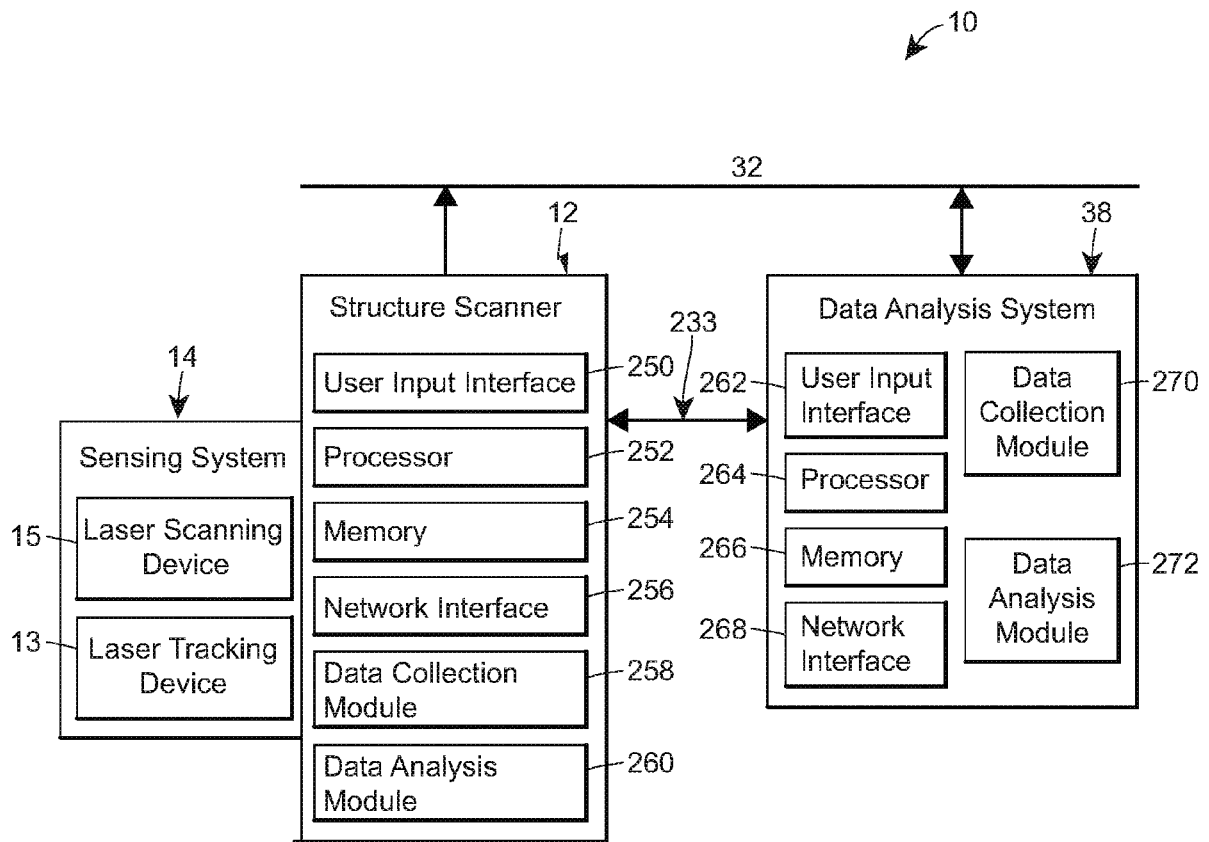 10
32
12
38
Structure Scanner
Data Analysis System
233
14
User Input Interface
250
262
User Input
Interface
Data
Collection
Module
270
Sensing System
Processor
252
264
Processor
15
Laser Scanning
Device
Memory
254
266
Memory
Data
Analysis
Module
272
13
Laser Tracking
Device
Network Interface
256
268
Network
Interface
Data Collection
Module
258
Data Analysis
Module
260